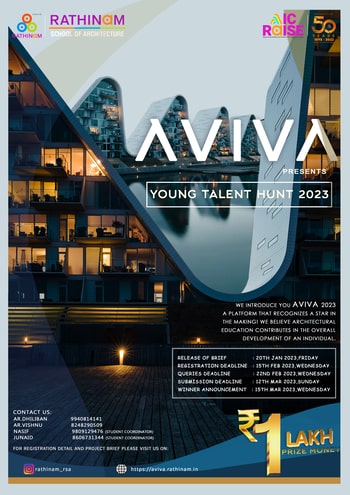 RATHINAM
RATHINAM
SCHOOL OF ARCHITECTURE
IC
RAISE
50
YEARS
AVIVA
PRESENTS
YOUNG TALENT HUNT 2023
WE INTRODUCE YOU AVIVA 2023
A PLATFORM THAT RECOGNIZES A STAR IN
THE MAKING! WE BELIEVE ARCHITECTURAL
EDUCATION CONTRIBUTES IN THE OVERALL
DEVELOPMENT OF AN INDIVIDUAL.
RELEASE OF BRIEF : 20TH JAN 2023,FRIDAY
REGISTRATION DEADLINE : 15TH FEB 2023,WEDNESDAY
QUERIES DEADLINE : 22ND FEB 2023,WEDNESDAY
SUBMISSION DEADLINE : 12TH MAR 2023,SUNDAY
WINNER ANNOUNCEMENT : 15TH MAR 2023,WEDNESDAY
CONTACT US:
AR.DHILIBAN 9940814141
AR.VISHNU 8248290509
NASIF 9809129476 (STUDENT COORDINATOR)
JUNAID 8606731344 (STUDENT COORDINATOR)
FOR REGISTRATION DETAIL AND PROJECT BRIEF PLEASE VISIT US ON:
rathinam_rsa
https://aviva.rathinam.in
₹1 LAKH
PRIZE MONEY